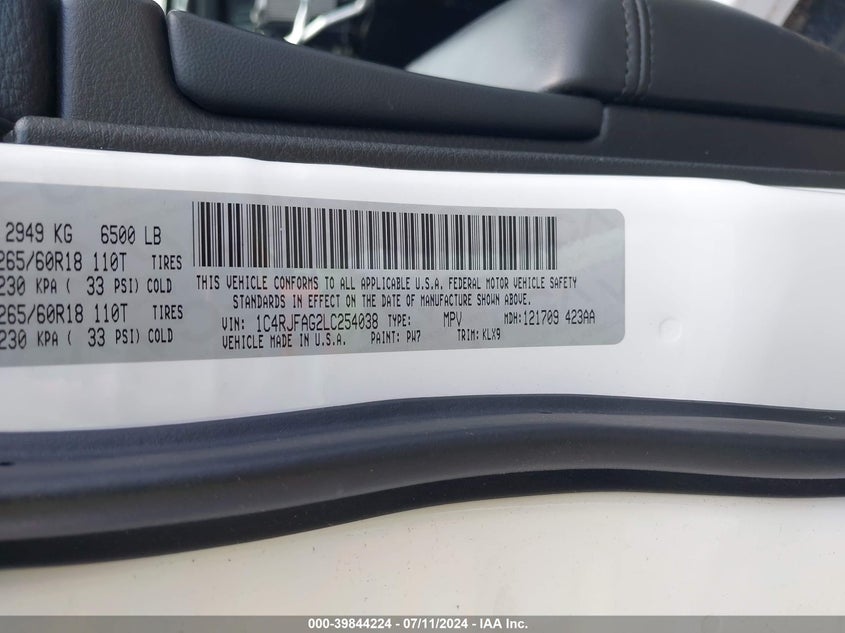 2949 KG 6500 LB
265/60R18 110T TIRES
230 KPA ( 33 PSI) COLD
265/60R18 110T TIRES
230 KPA ( 33 PSI) COLD
THIS VEHICLE CONFORMS TO ALL APPLICABLE U.S.A. FEDERAL MOTOR VEHICLE SAFETY
STANDARDS IN EFFECT ON THE DATE OF MANUFACTURE SHOWN ABOVE.
VIN: 1C4RJFAG2LC254038 TYPE: MPV MDH:121709 423AA
VEHICLE MADE IN U.S.A. PAINT: PW7 TRIM: KLX9
000-39844224 - 07/11/2024 - IAA Inc.